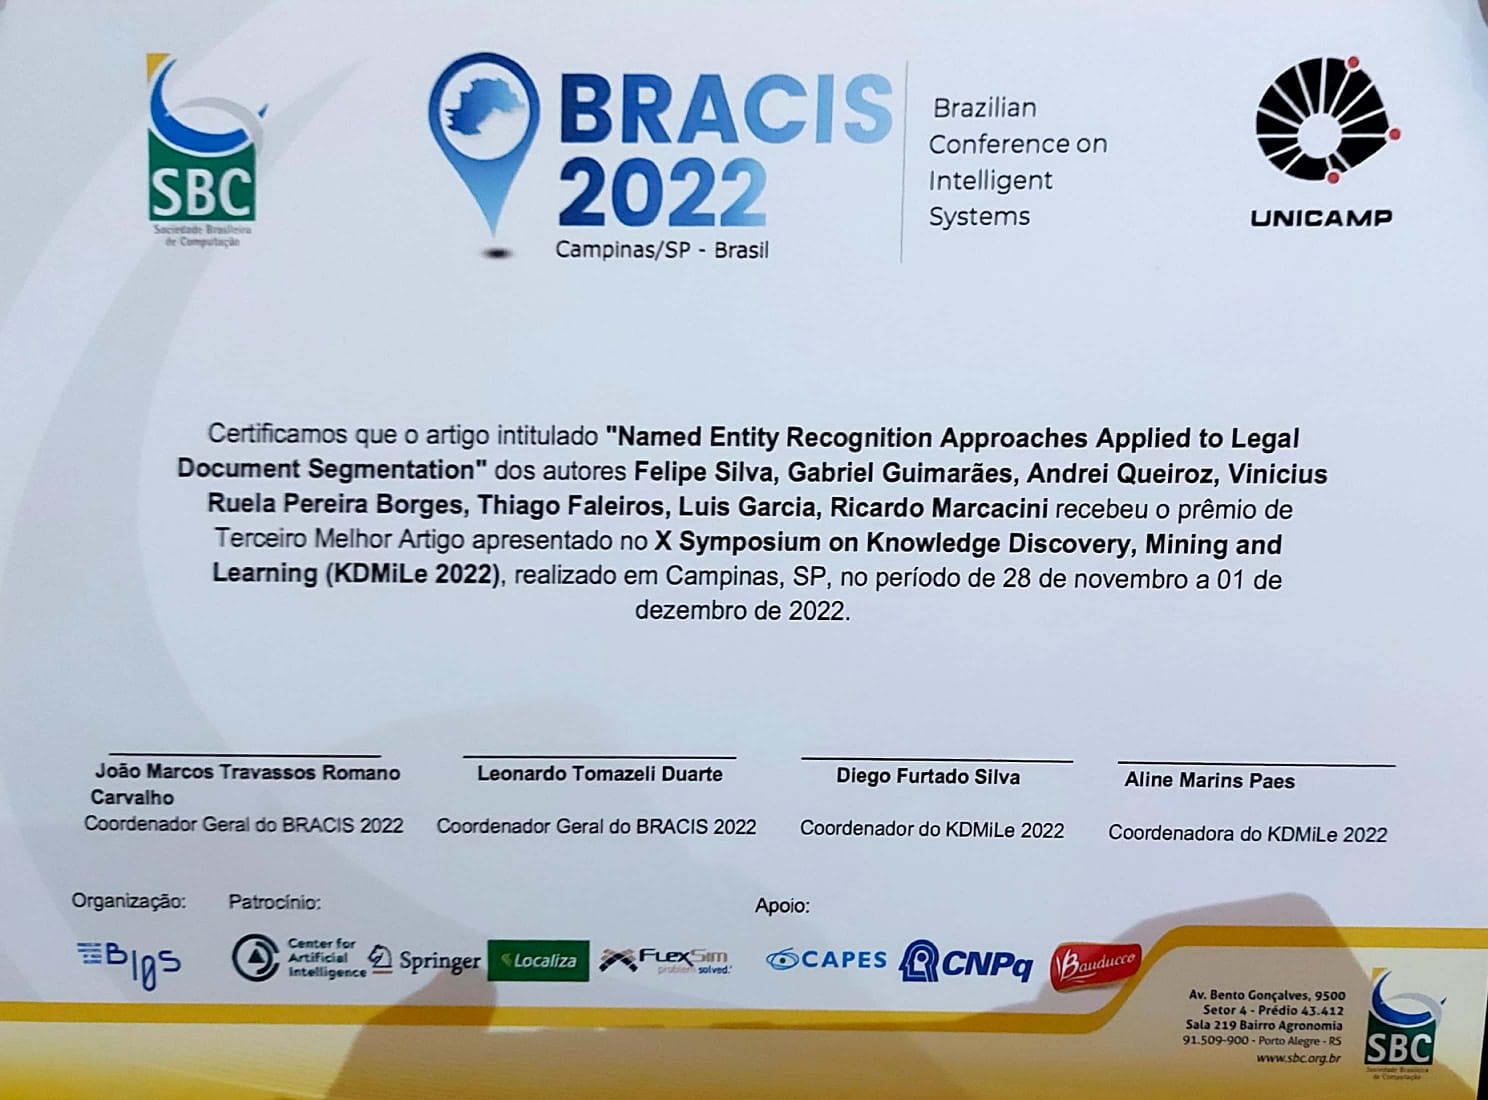 SBC
Sociedade Brasileira
de Computação
BRACIS
2022
Campinas/SP - Brasil
Brazilian
Conference on
Intelligent
Systems
UNICAMP
Certificamos que o artigo intitulado "Named Entity Recognition Approaches Applied to Legal
Document Segmentation" dos autores Felipe Silva, Gabriel Guimarães, Andrei Queiroz, Vinicius
Ruela Pereira Borges, Thiago Faleiros, Luis Garcia, Ricardo Marcacini recebeu o prêmio de
Terceiro Melhor Artigo apresentado no X Symposium on Knowledge Discovery, Mining and
Learning (KDMiLe 2022), realizado em Campinas, SP, no período de 28 de novembro a 01 de
dezembro de 2022.
João Marcos Travassos Romano
Carvalho
Coordenador Geral do BRACIS 2022
Leonardo Tomazeli Duarte
Coordenador Geral do BRACIS 2022
Diego Furtado Silva
Coordenador do KDMiLe 2022
Aline Marins Paes
Coordenadora do KDMiLe 2022
Organização:
Patrocínio:
Center for
Artificial
Intelligence
Springer
Localiza
FlexSim
problem solved.
Apoio:
CAPES
CNPq
Bauducco
Av. Bento Gonçalves, 9500
Setor 4 - Prédio 43.412
Sala 219 Bairro Agronomia
91.509-900 - Porto Alegre - RS
www.sbc.org.br
SBC
Sociedade Brasileira
de Computação